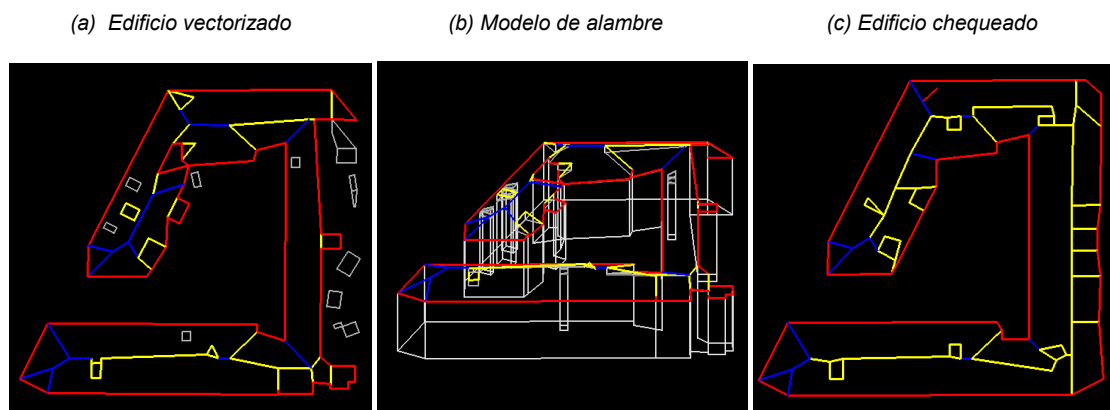 (a) Edificio vectorizado
(b) Modelo de alambre
(c) Edificio chequeado